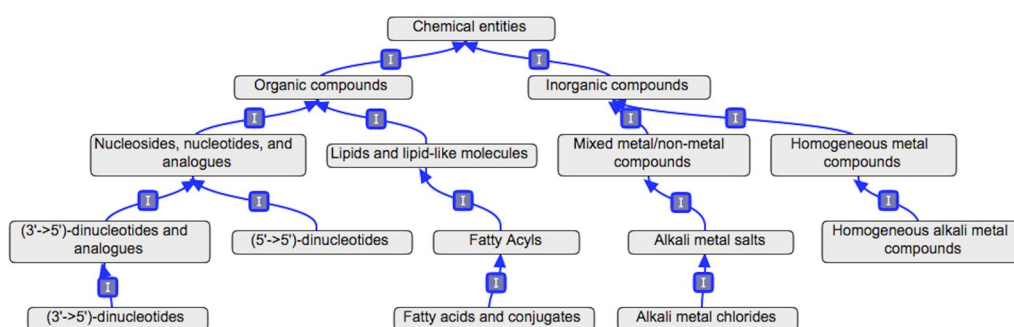 Chemical entities
I
I
Organic compounds
Inorganic compounds
I
I
I
I
Nucleosides, nucleotides, and
analogues
Lipids and lipid-like molecules
Mixed metal/non-metal
compounds
Homogeneous metal
compounds
I
I
I
I
I
(3'->5')-dinucleotides and
analogues
(5'->5')-dinucleotides
Fatty Acyls
Alkali metal salts
Homogeneous alkali metal
compounds
I
I
I
(3'->5')-dinucleotides
Fatty acids and conjugates
Alkali metal chlorides